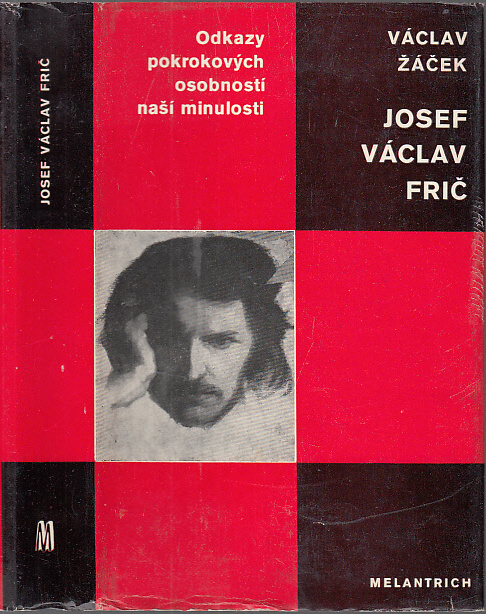 JOSEF VÁCLAV FRIČ
M
Odkazy
pokrokových
osobností
naší minulosti
VÁCLAV
ŽÁČEK
JOSEF
VÁCLAV
FRIČ
MELANTRICH